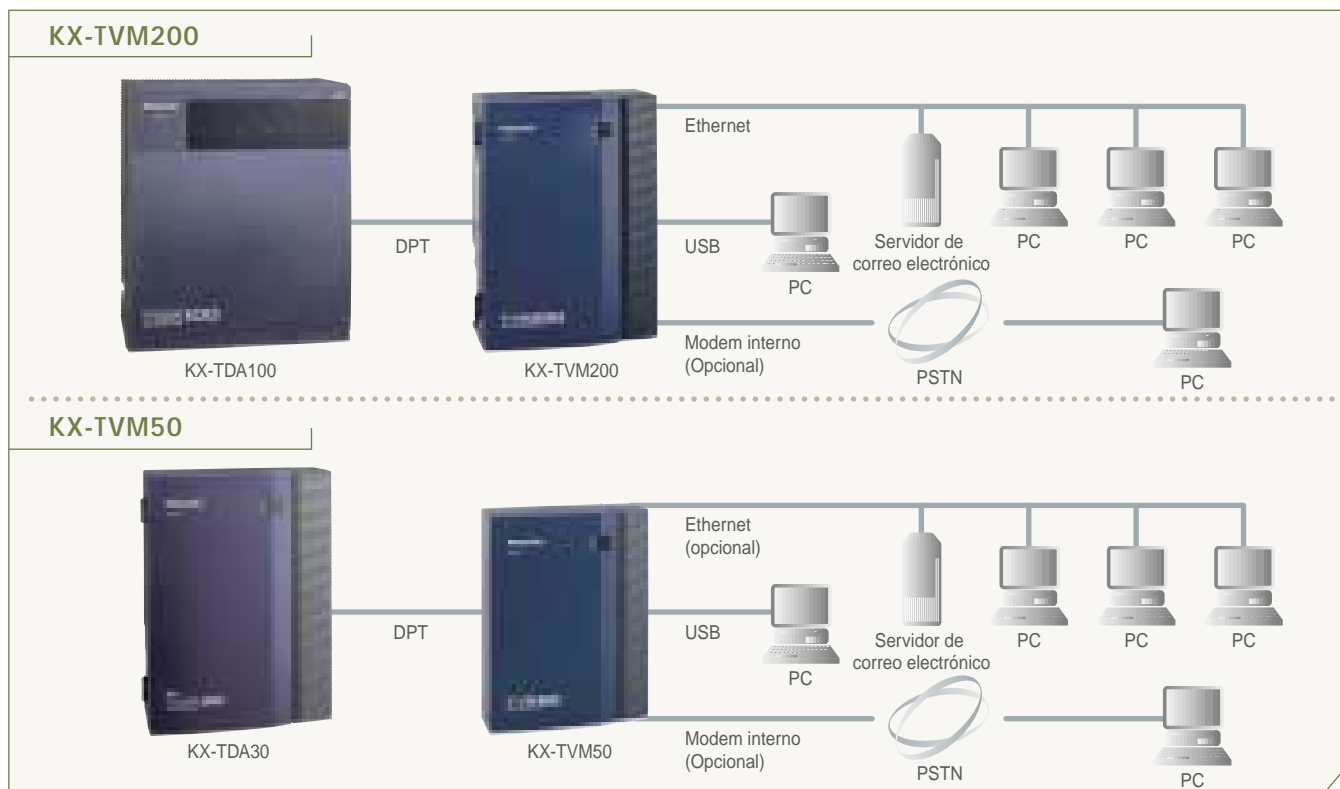 KX-TVM200
Ethernet
DPT
USB
PC
Servidor de
correo electrónico
PC
PC
PC
Modem interno
(Opcional)
PSTN
PC
KX-TDA100
KX-TVM200
KX-TVM50
Ethernet
(opcional)
DPT
USB
PC
Servidor de
correo electrónico
PC
PC
PC
Modem interno
(Opcional)
PSTN
PC
KX-TDA30
KX-TVM50